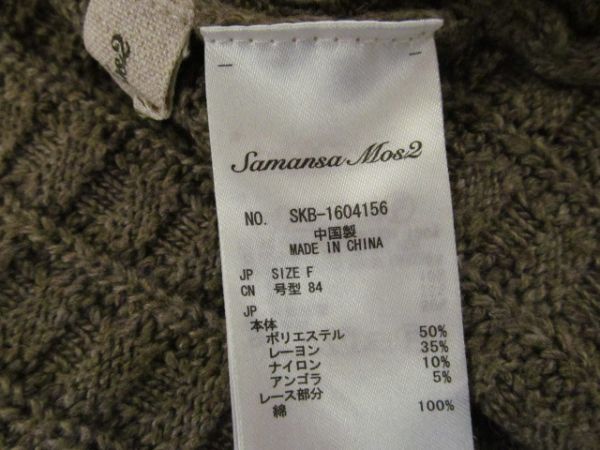 Samansa Mos2
NO. SKB-1604156
中国製
MADE IN CHINA
JP SIZE F
CN 号型 84
JP
本体
ポリエステル 50%
レーヨン 35%
ナイロン 10%
アンゴラ 5%
レース部分
綿 100%